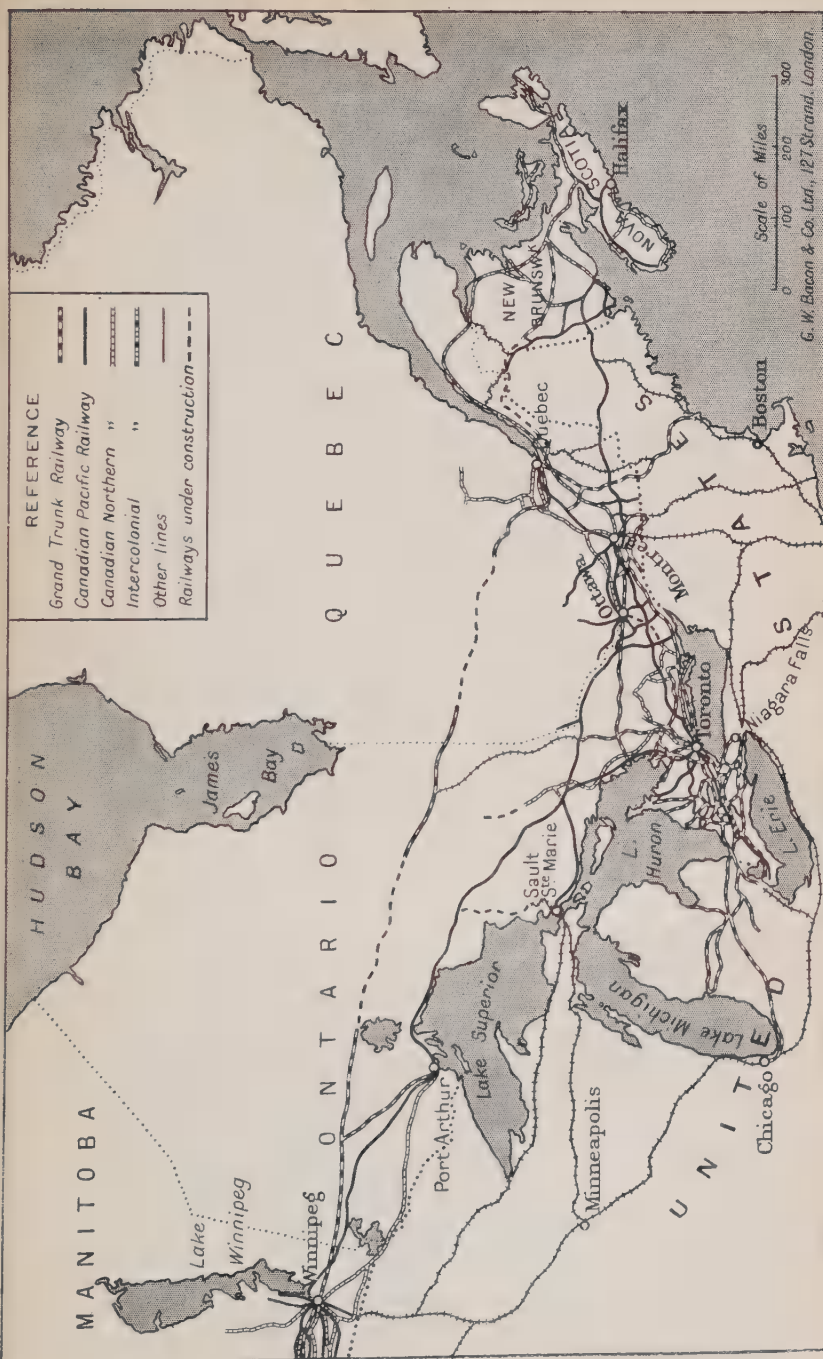 REFERENCE
Grand Trunk Railway
Canadian Pacific Railway
Canadian Northern "
Intercolonial "
Other lines
Railways under construction
HUDSON
BAY
James
Bay
MANITOBA
Lake
Winnipeg
Winnipeg
ONTARIO
QUEBEC
Port Arthur
Lake Superior
Sault
Ste Marie
L.
Huron
Lake Michigan
L. Erie
Toronto
Niagara Falls
Ottawa
Montreal
Quebec
NEW
BRUNSWK
NOVA
SCOTIA
Halifax
Boston
Minneapolis
Chicago
UNITED
STATES
Scale of Miles
0 100 200 300
G. W. Bacon & Co. Ltd., 127 Strand, London.